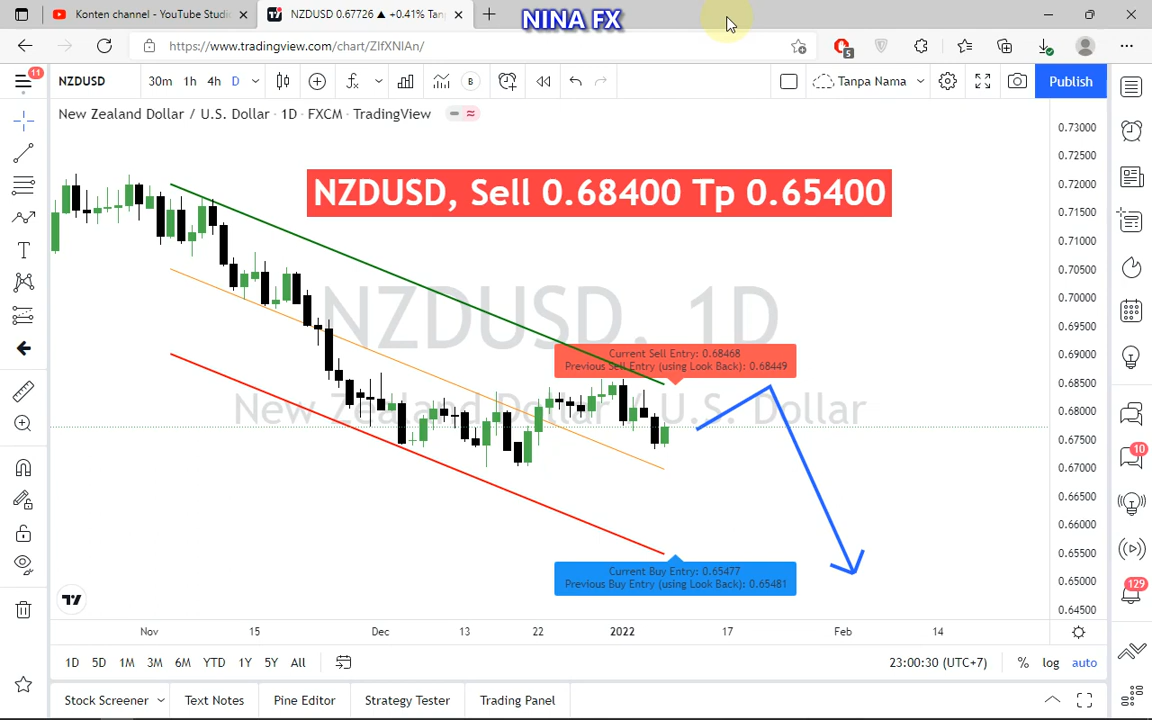 Konten channel - YouTube Studio
NZDUSD 0.67726 ▲ +0.41% Tan
NINA FX
https://www.tradingview.com/chart/ZIfXNIAn/
5
11
NZDUSD
30m 1h 4h D
B
Tanpa Nama
Publish
New Zealand Dollar / U.S. Dollar · 1D · FXCM · TradingView
NZDUSD, Sell 0.68400 Tp 0.65400
NZDUSD, 1D
New Zealand Dollar / U.S. Dollar
Current Sell Entry: 0.68468
Previous Sell Entry (using Look Back): 0.68449
Current Buy Entry: 0.65477
Previous Buy Entry (using Look Back): 0.65481
0.73000
0.72500
0.72000
0.71500
0.71000
0.70500
0.70000
0.69500
0.69000
0.68500
0.68000
0.67500
0.67000
0.66500
0.66000
0.65500
0.65000
0.64500
10
129
Nov 15 Dec 13 22 2022 17 Feb 14
1D 5D 1M 3M 6M YTD 1Y 5Y All
23:00:30 (UTC+7) % log auto
Stock Screener Text Notes Pine Editor Strategy Tester Trading Panel